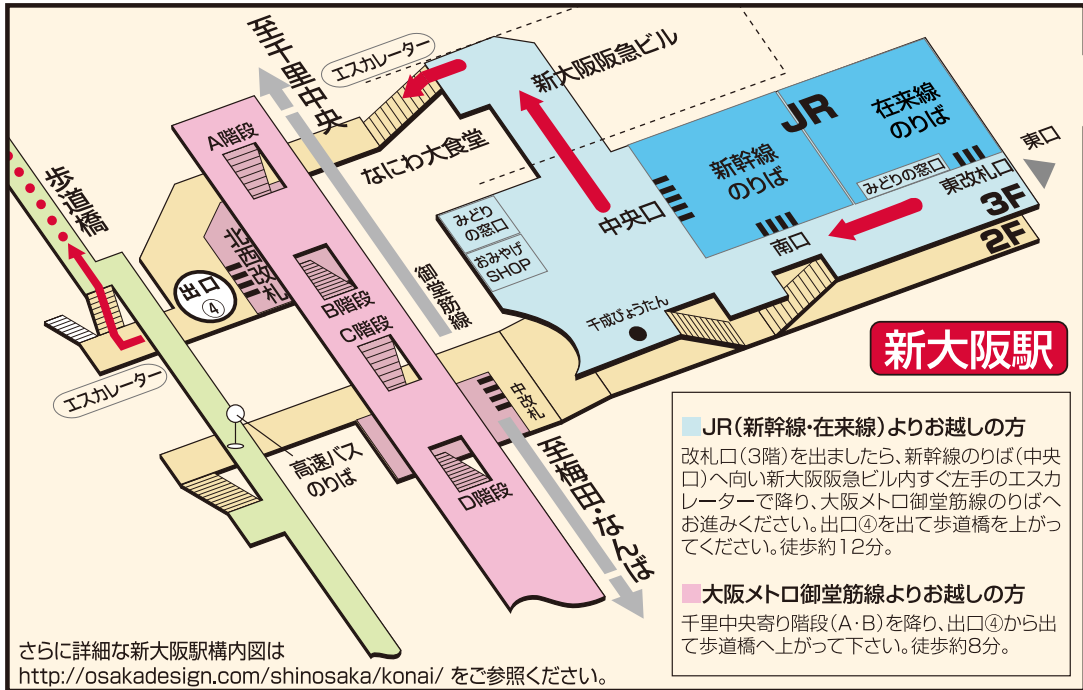 至千里中央
エスカレーター
新大阪阪急ビル
JR
在来線
のりば
新幹線
のりば
みどりの窓口
東改札口
東口
3F
2F
A階段
なにわ大食堂
歩道橋
北西改札
出口
④
中央口
南口
みどり
の窓口
おみやげ
SHOP
御堂筋線
B階段
C階段
千成びょうたん
新大阪駅
エスカレーター
中改札
高速バス
のりば
D階段
至梅田・なんば
JR(新幹線・在来線)よりお越しの方
改札口(3階)を出ましたら、新幹線のりば(中央
口)へ向い新大阪阪急ビル内すぐ左手のエスカ
レーターで降り、大阪メトロ御堂筋線のりばへ
お進みください。出口④を出て歩道橋を上がっ
てください。徒歩約12分。
大阪メトロ御堂筋線よりお越しの方
千里中央寄り階段(A・B)を降り、出口④から出
て歩道橋へ上がって下さい。徒歩約8分。
さらに詳細な新大阪駅構内図は
http://osakadesign.com/shinosaka/konai/ をご参照ください。